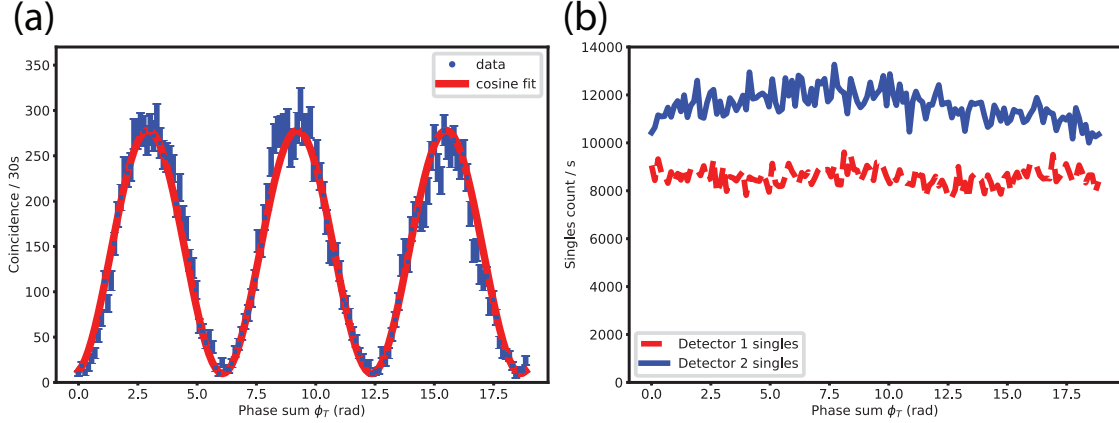 (a)
350
300
250
200
150
100
50
0
Coincidence / 30s
data
cosine fit
0.0 2.5 5.0 7.5 10.0 12.5 15.0 17.5
Phase sum ϕT (rad)
(b)
14000
12000
10000
8000
6000
4000
2000
0
Singles count / s
Detector 1 singles
Detector 2 singles
0.0 2.5 5.0 7.5 10.0 12.5 15.0 17.5
Phase sum ϕT (rad)